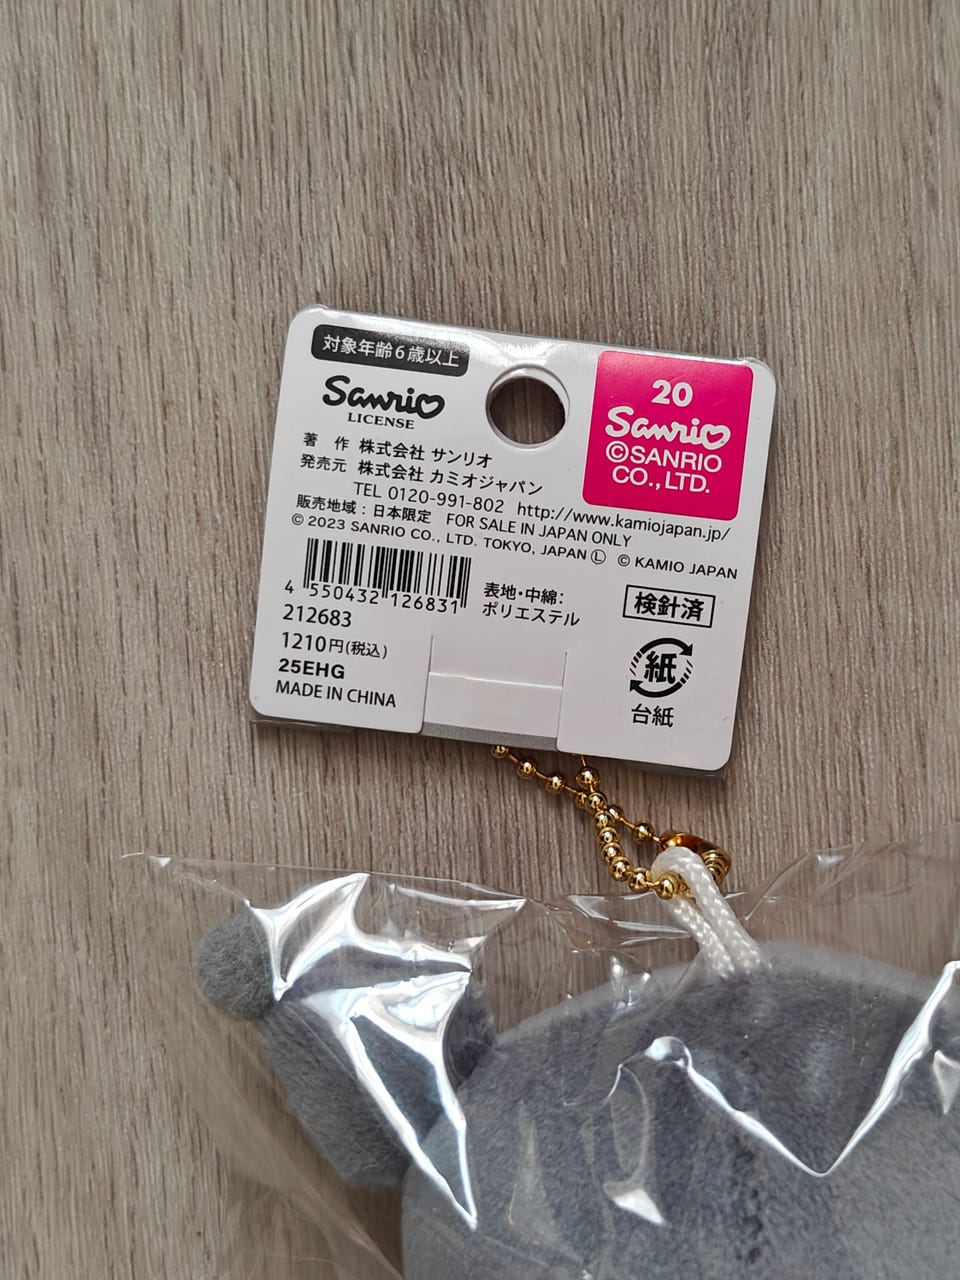 対象年齢6歳以上
Sanrio
LICENSE
著 作 株式会社 サンリオ
発売元 株式会社 カミオジャパン
TEL 0120-991-802 http://www.kamiojapan.jp/
販売地域:日本限定 FOR SALE IN JAPAN ONLY
© 2023 SANRIO CO., LTD. TOKYO, JAPAN Ⓛ © KAMIO JAPAN
20
Sanrio
©SANRIO
CO.,LTD.
4 550432 126831
212683
1210円(税込)
25EHG
MADE IN CHINA
表地・中綿:
ポリエステル
検針済
紙
台紙